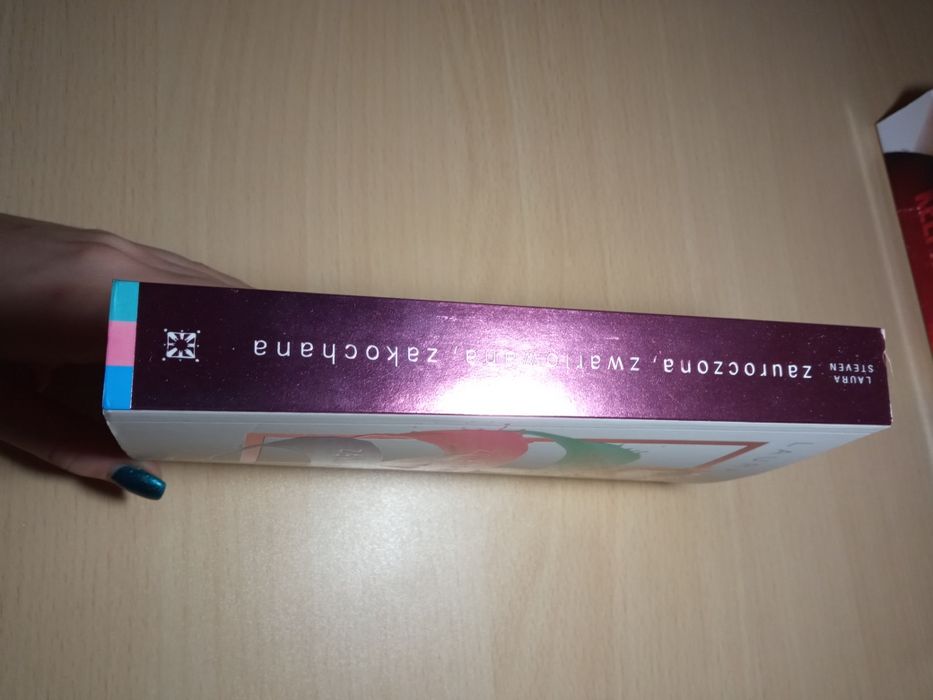 LAURA
STEVEN
zauroczona, zwariowana, zakochana